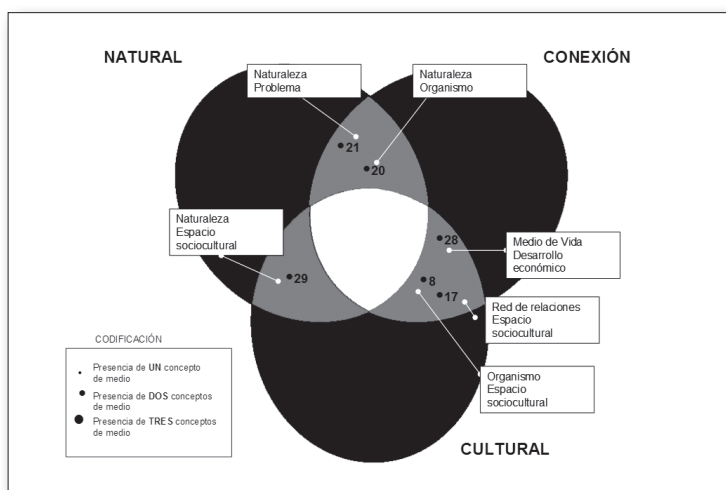 NATURAL
CONEXIÓN
Naturaleza
Problema
Naturaleza
Organismo
21
20
Naturaleza
Espacio
sociocultural
28
Medio de Vida
Desarrollo
económico
29
8
17
Red de relaciones
Espacio
sociocultural
CODIFICACIÓN
Presencia de UN concepto
de medio
Presencia de DOS conceptos
de medio
Presencia de TRES conceptos
de medio
Organismo
Espacio
sociocultural
CULTURAL